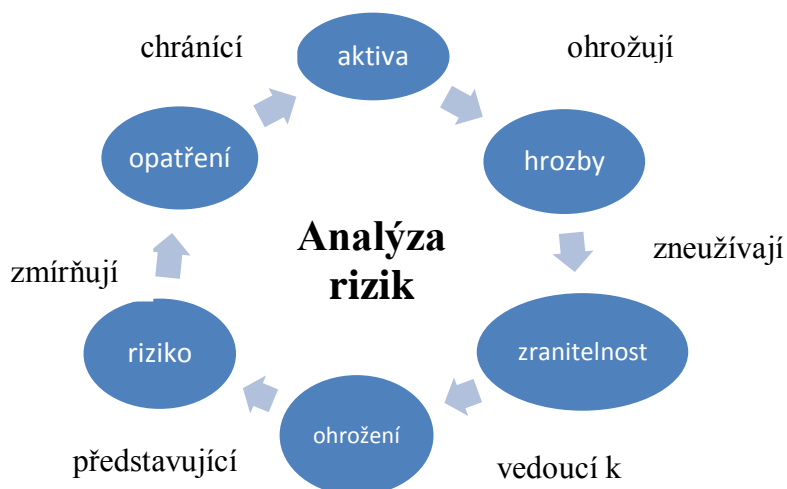 chránící
aktiva
ohrožují
opatření
hrozby
Analýza
rizik
zneužívají
zmírňují
riziko
zranitelnost
ohrožení
představující
vedoucí k